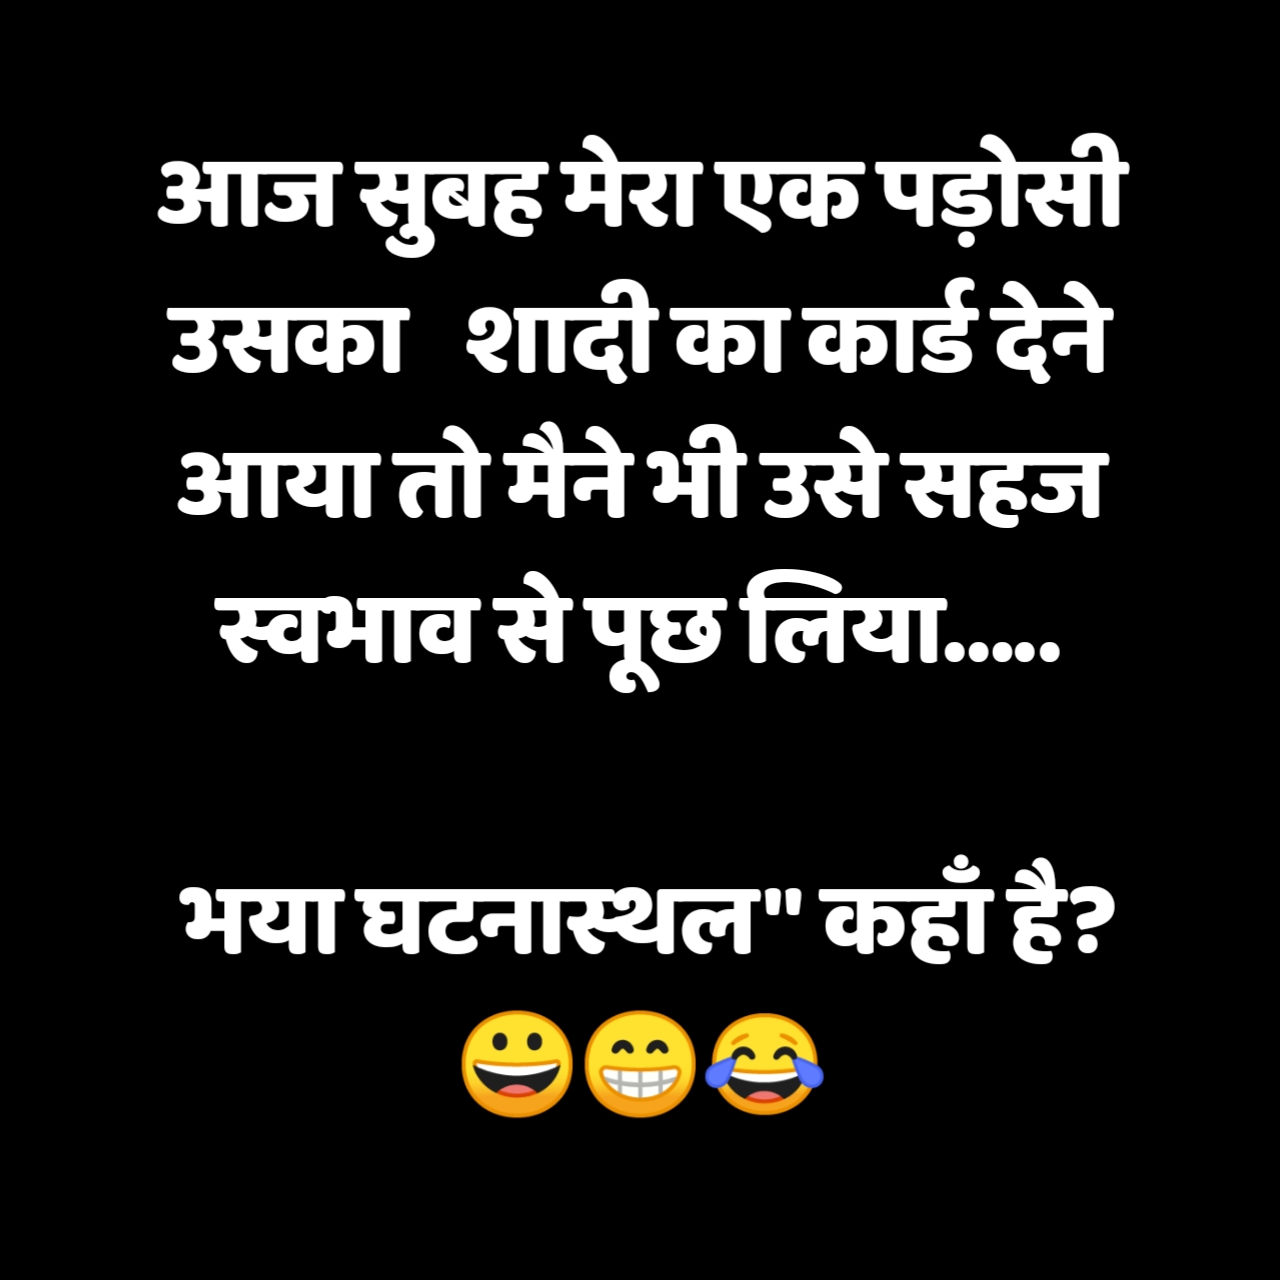 आज सुबह मेरा एक पड़ोसी
उसका शादी का कार्ड देने
आया तो मैने भी उसे सहज
स्वभाव से पूछ लिया.....
भया घटनास्थल" कहाँ है?
😀😁😂